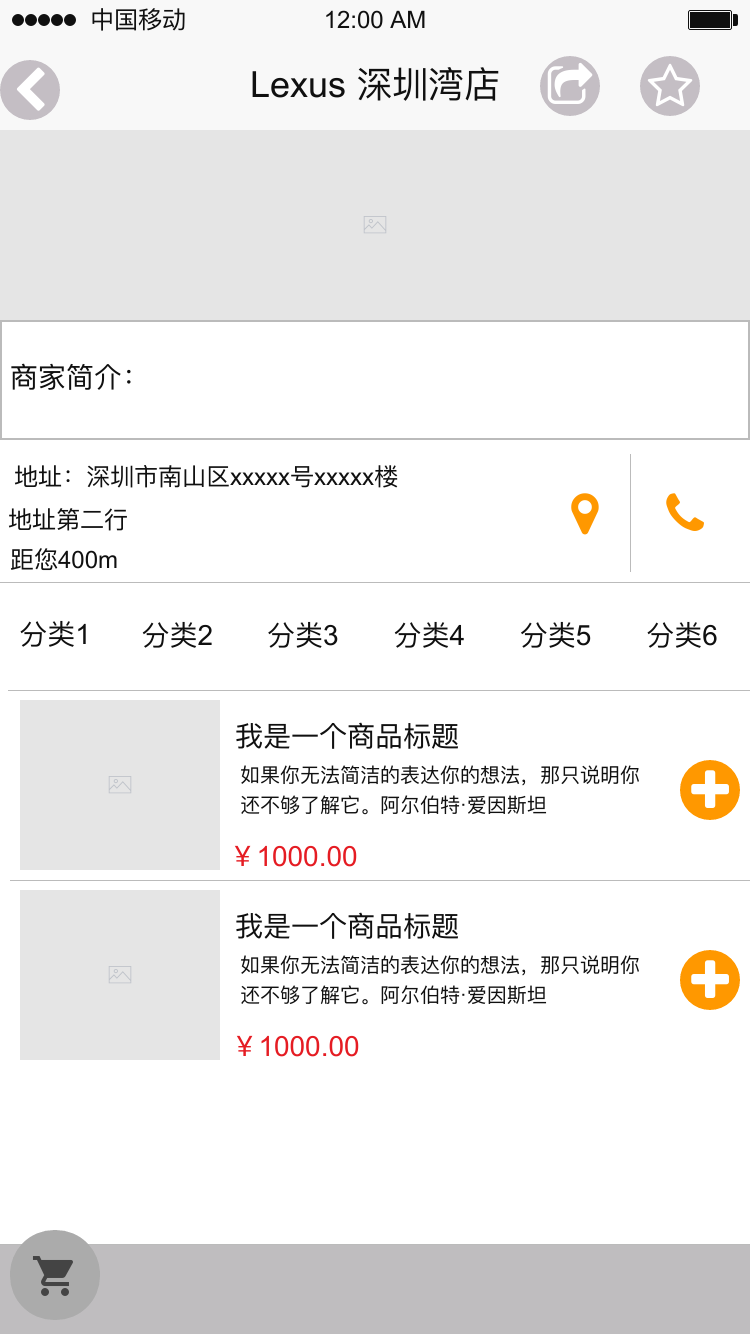 中国移动 12:00 AM
Lexus 深圳湾店
商家简介：
地址：深圳市南山区xxxxx号xxxxx楼
地址第二行
距您400m
分类1 分类2 分类3 分类4 分类5 分类6
我是一个商品标题
如果你无法简洁的表达你的想法，那只说明你
还不够了解它。阿尔伯特·爱因斯坦
￥1000.00
我是一个商品标题
如果你无法简洁的表达你的想法，那只说明你
还不够了解它。阿尔伯特·爱因斯坦
￥1000.00